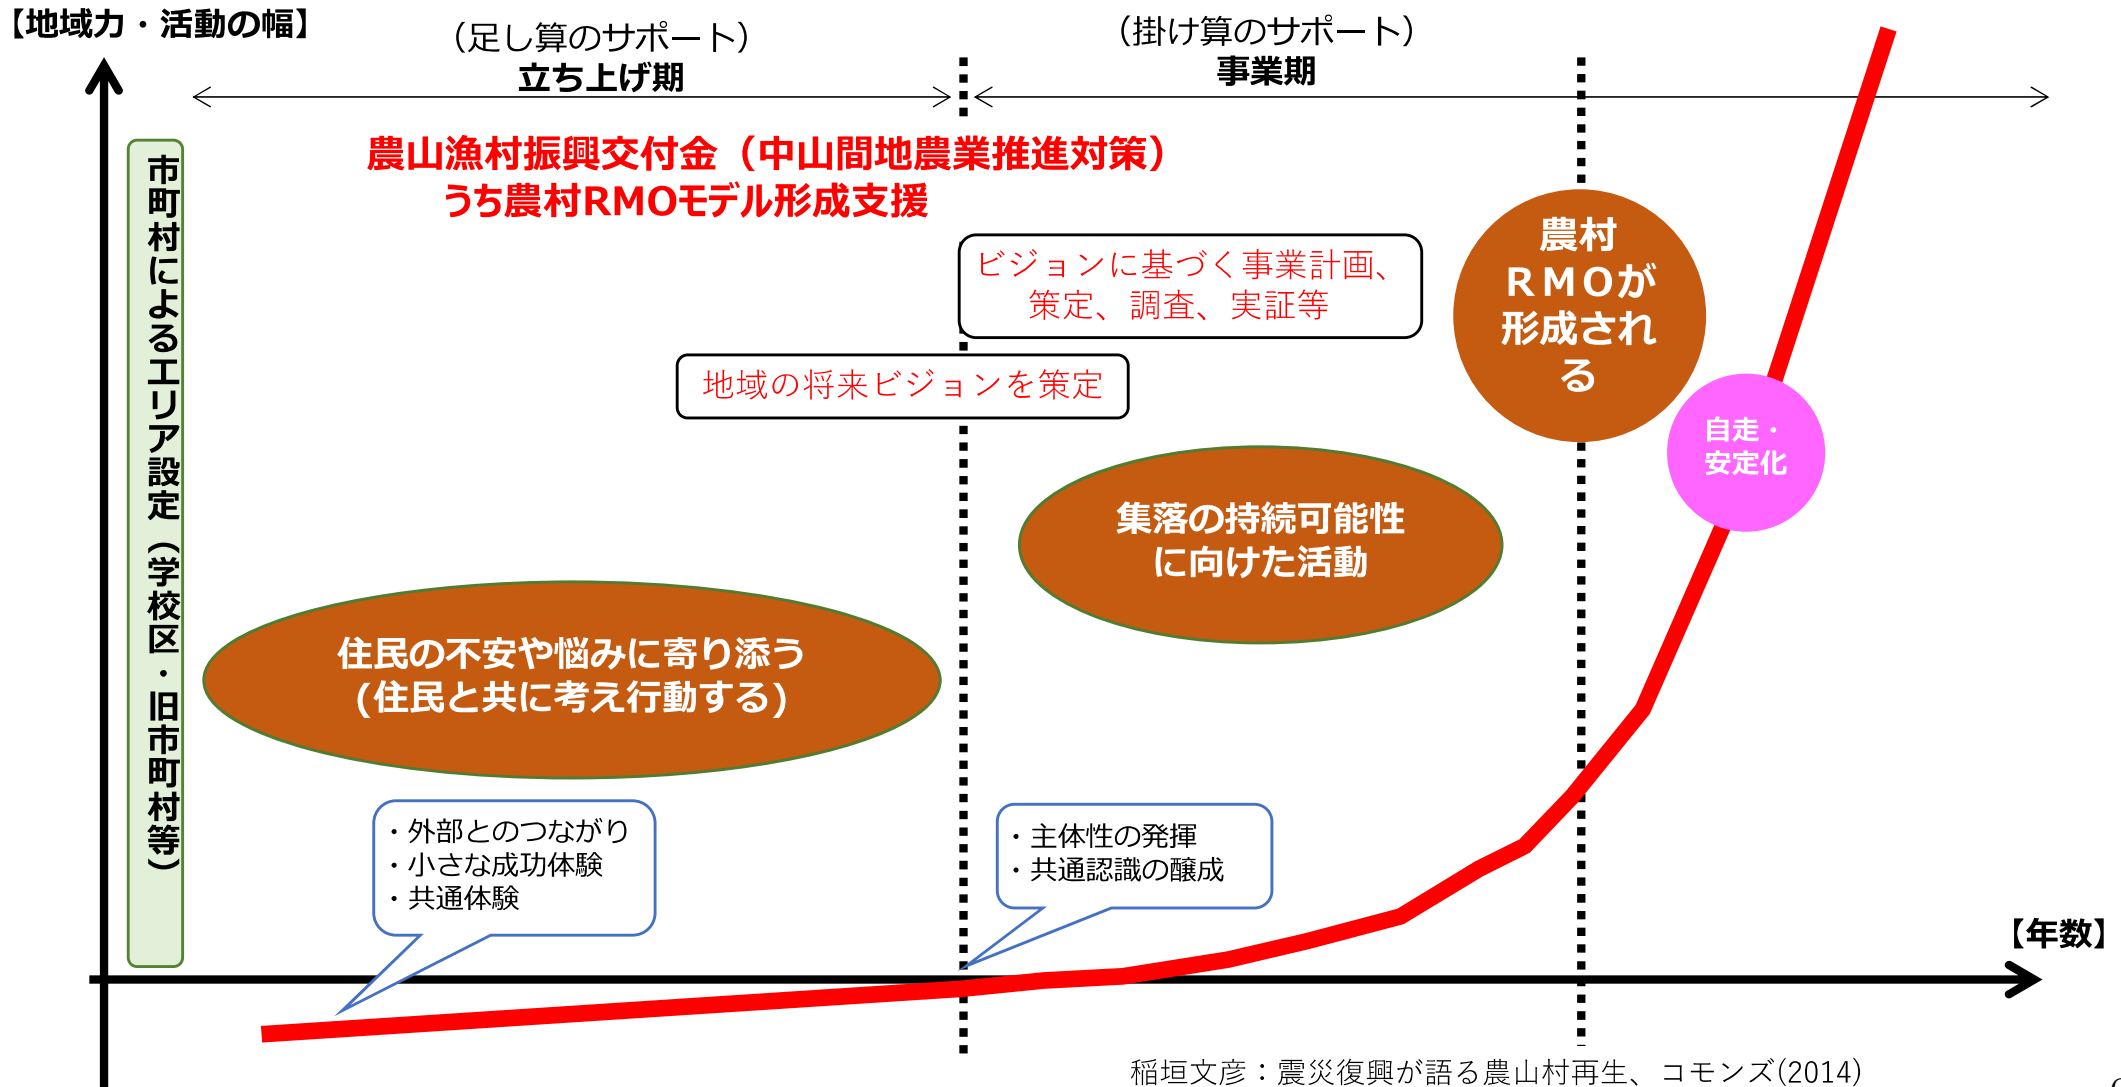 【地域力・活動の幅】
（足し算のサポート）
立ち上げ期
（掛け算のサポート）
事業期
農山漁村振興交付金（中山間地農業推進対策）
うち農村RMOモデル形成支援
市町村によるエリア設定（学校区・旧市町村等）
ビジョンに基づく事業計画、
策定、調査、実証等
地域の将来ビジョンを策定
農村
ＲＭＯが
形成され
る
自走・
安定化
集落の持続可能性
に向けた活動
住民の不安や悩みに寄り添う
(住民と共に考え行動する)
・外部とのつながり
・小さな成功体験
・共通体験
・主体性の発揮
・共通認識の醸成
【年数】
稲垣文彦：震災復興が語る農山村再生、コモンズ(2014)